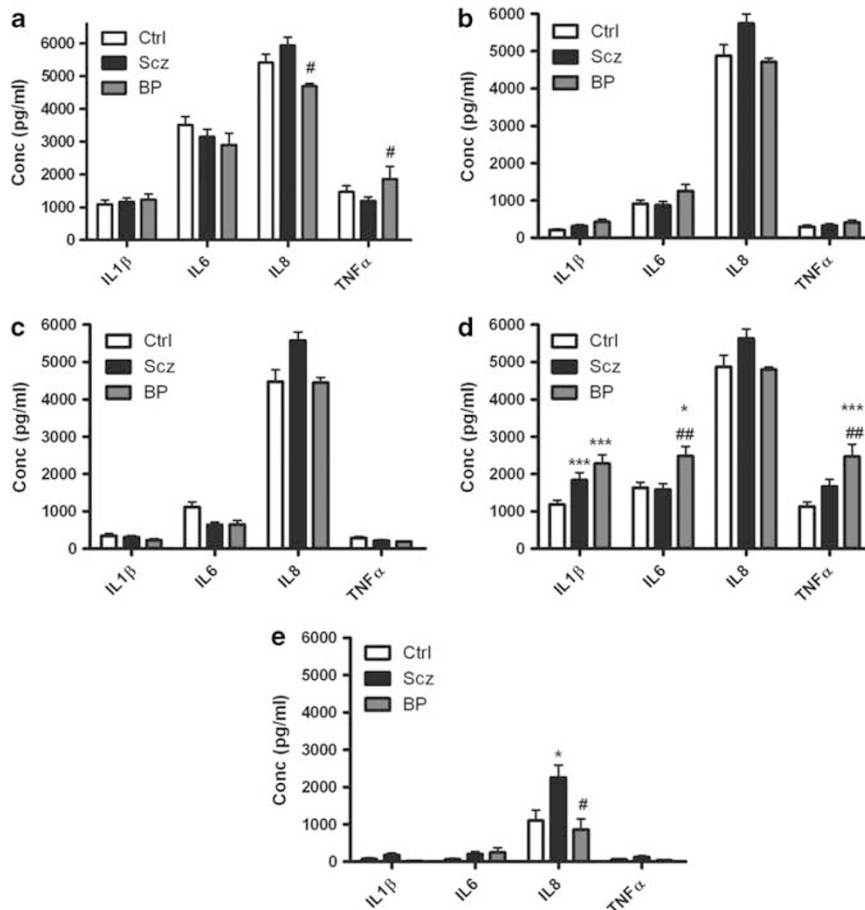 a
Ctrl
Scz
BP
Conc (pg/ml)
6000
5000
4000
3000
2000
1000
0
#
#
IL1β
IL6
IL8
TNFα
b
Ctrl
Scz
BP
Conc (pg/ml)
6000
5000
4000
3000
2000
1000
0
IL1β
IL6
IL8
TNFα
c
Ctrl
Scz
BP
Conc (pg/ml)
6000
5000
4000
3000
2000
1000
0
IL1β
IL6
IL8
TNFα
d
Ctrl
Scz
BP
Conc (pg/ml)
6000
5000
4000
3000
2000
1000
0
***
***
*
##
***
##
IL1β
IL6
IL8
TNFα
e
Ctrl
Scz
BP
Conc (pg/ml)
6000
5000
4000
3000
2000
1000
0
*
#
IL1β
IL6
IL8
TNFα